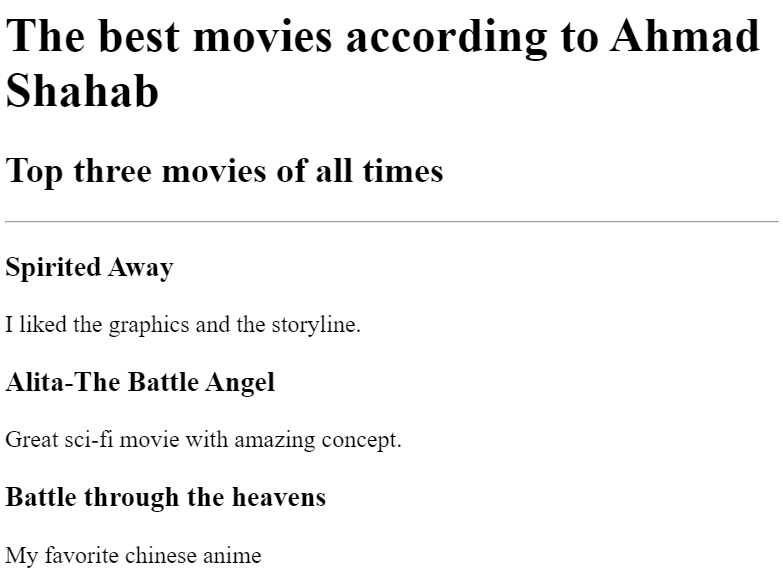 The best movies according to Ahmad
Shahab
Top three movies of all times
Spirited Away
I liked the graphics and the storyline.
Alita-The Battle Angel
Great sci-fi movie with amazing concept.
Battle through the heavens
My favorite chinese anime